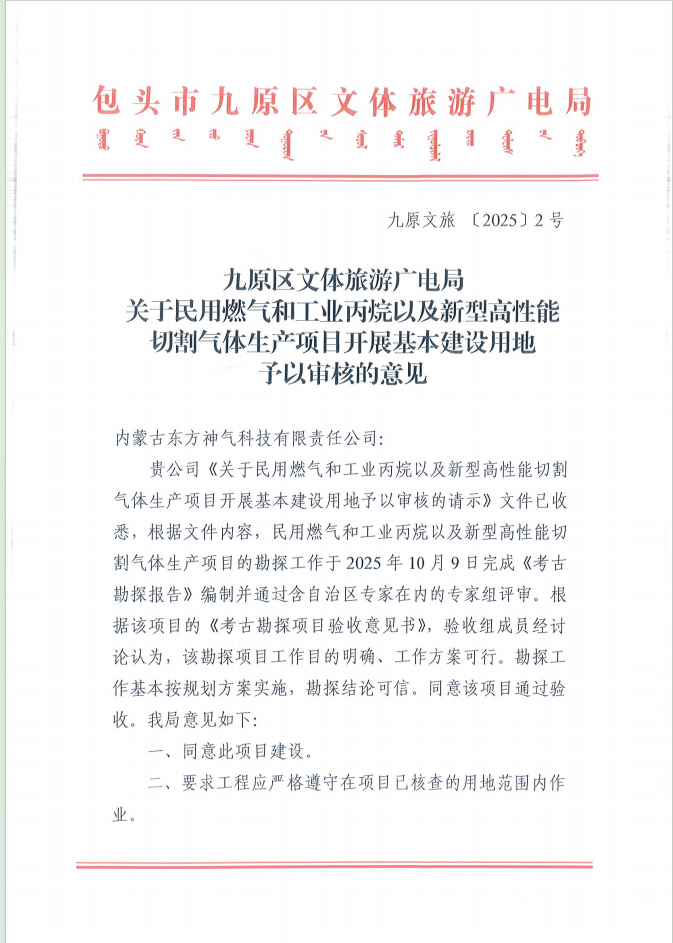 包头市九原区文体旅游广电局
九原文旅 〔2025〕2 号
九原区文体旅游广电局
关于民用燃气和工业丙烷以及新型高性能
切割气体生产项目开展基本建设用地
予以审核的意见
内蒙古东方神气科技有限责任公司：
贵公司《关于民用燃气和工业丙烷以及新型高性能切割
气体生产项目开展基本建设用地予以审核的请示》文件已收
悉，根据文件内容，民用燃气和工业丙烷以及新型高性能切
割气体生产项目的勘探工作于 2025 年 10 月 9 日完成《考古
勘探报告》编制并通过含自治区专家在内的专家组评审。根
据该项目的《考古勘探项目验收意见书》，验收组成员经讨
论认为，该勘探项目工作目的明确、工作方案可行。勘探工
作基本按规划方案实施，勘探结论可信。同意该项目通过验
收。我局意见如下：
一、同意此项目建设。
二、要求工程应严格遵守在项目已核查的用地范围内作
业。